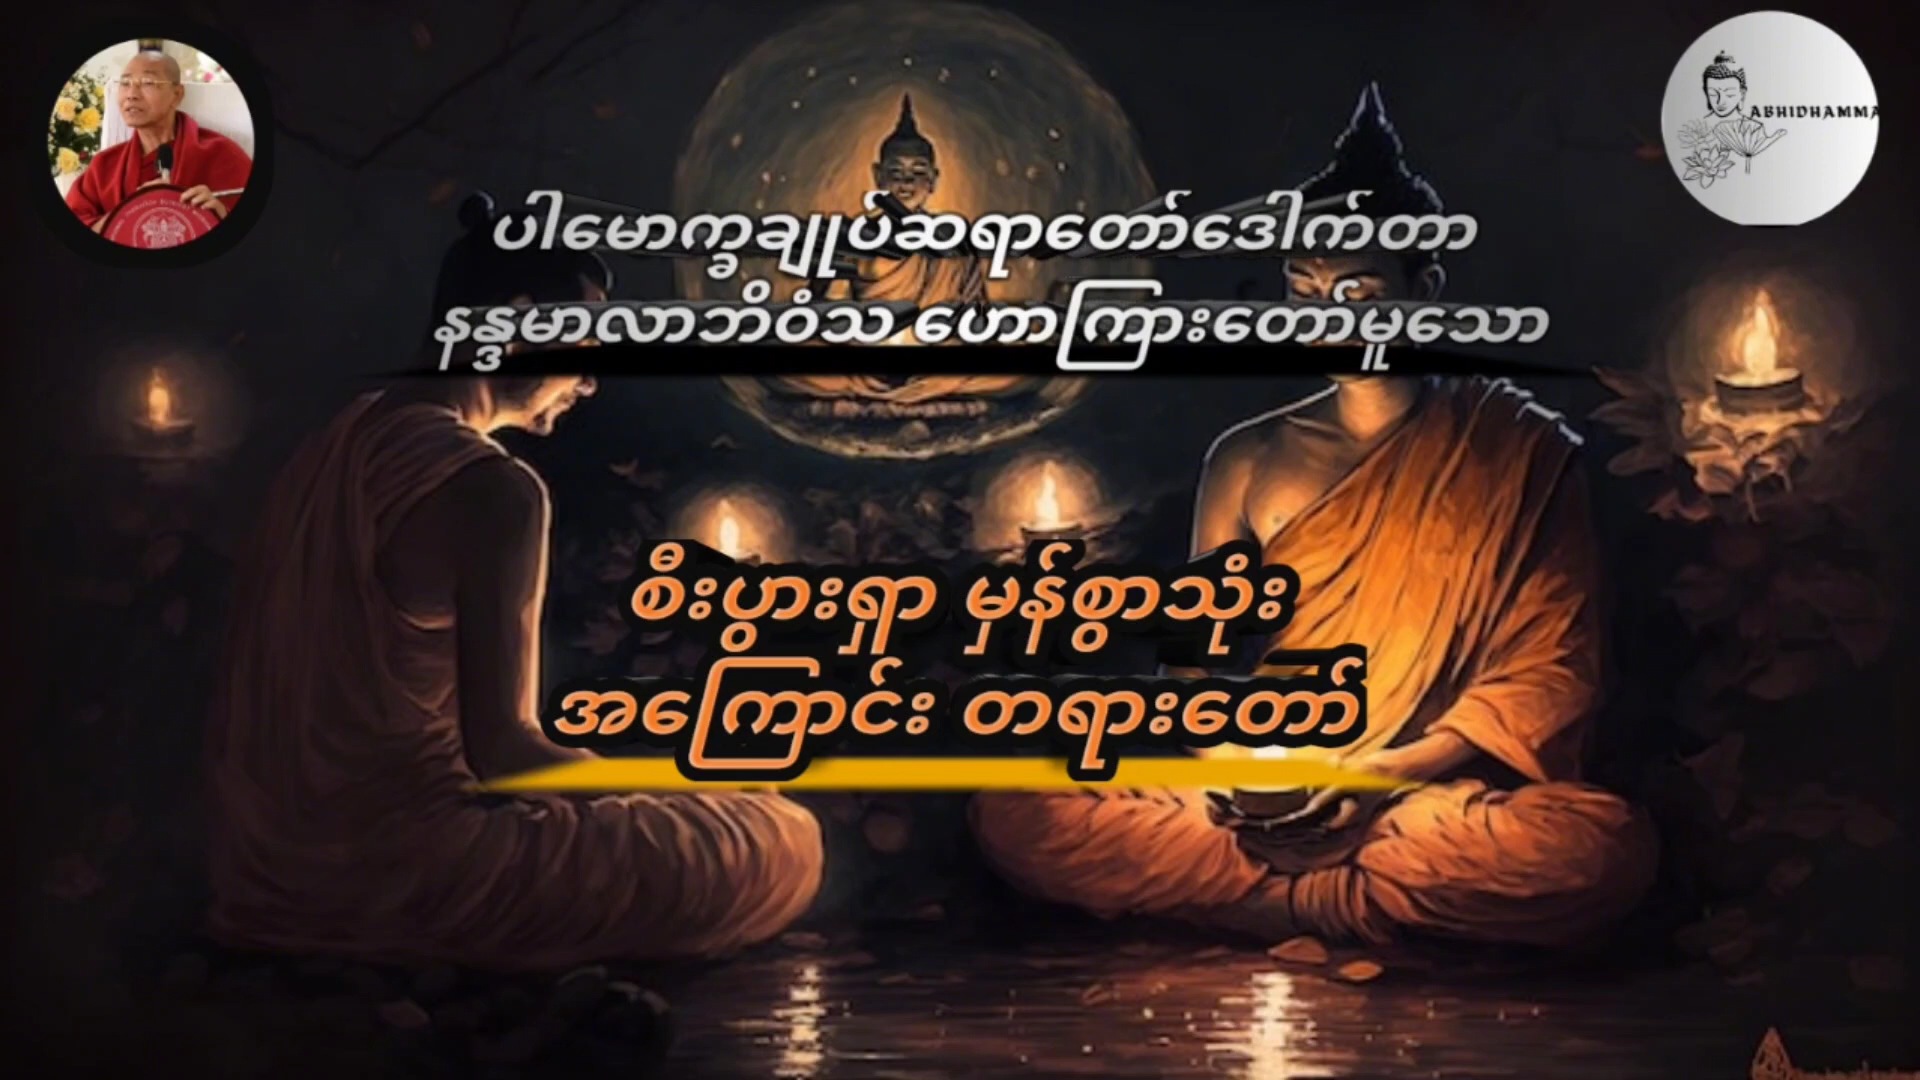 ABHIDHAMMA
ပါမောက္ခချုပ်ဆရာတော်ဒေါက်တာ
နန္ဒမာလာဘိဝံသ ဟောကြားတော်မူသော
စီးပွားရှာ မှန်စွာသုံး
အကြောင်း တရားတော်